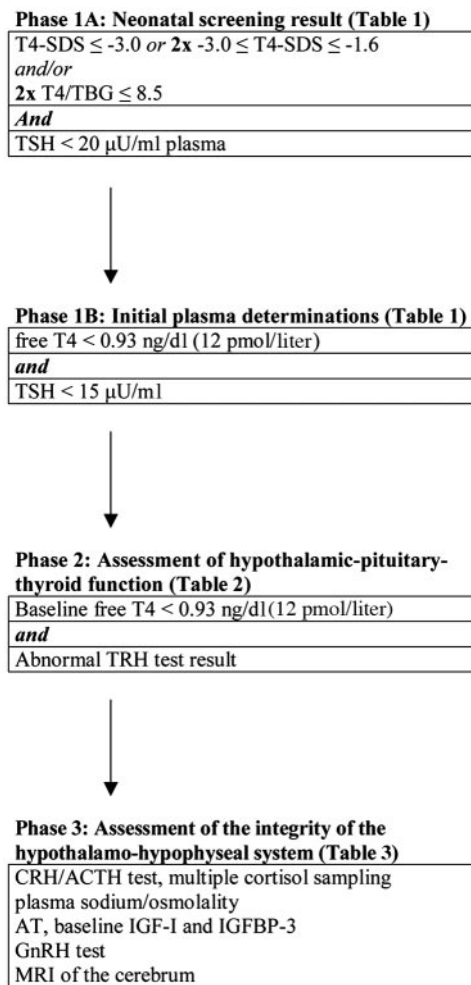 Phase 1A: Neonatal screening result (Table 1)
T4-SDS ≤ -3.0 or 2x -3.0 ≤ T4-SDS ≤ -1.6
and/or
2x T4/TBG ≤ 8.5
And
TSH < 20 μU/ml plasma
Phase 1B: Initial plasma determinations (Table 1)
free T4 < 0.93 ng/dl (12 pmol/liter)
and
TSH < 15 μU/ml
Phase 2: Assessment of hypothalamic-pituitary-
thyroid function (Table 2)
Baseline free T4 < 0.93 ng/dl (12 pmol/liter)
and
Abnormal TRH test result
Phase 3: Assessment of the integrity of the
hypothalamo-hypophyseal system (Table 3)
CRH/ACTH test, multiple cortisol sampling
plasma sodium/osmolality
AT, baseline IGF-I and IGFBP-3
GnRH test
MRI of the cerebrum